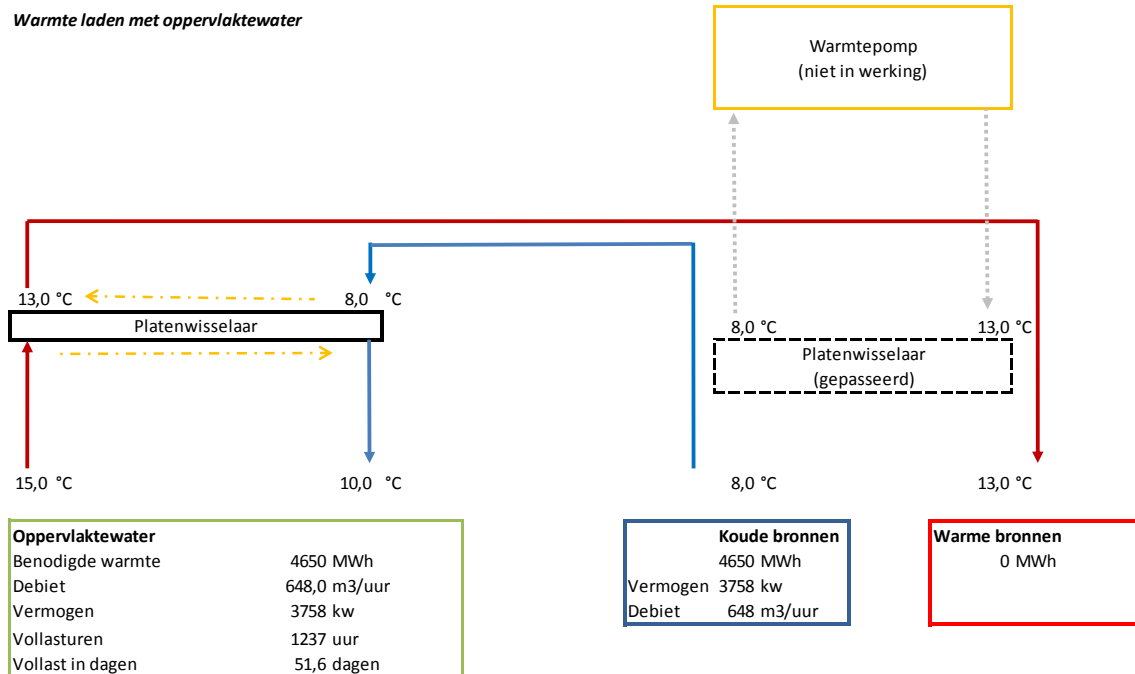 Warmte laden met oppervlaktewater
Warmtepomp
(niet in werking)
13,0 °C
8,0 °C
Platenwisselaar
8,0 °C
13,0 °C
Platenwisselaar
(gepasseerd)
15,0 °C
10,0 °C
8,0 °C
13,0 °C
Oppervlaktewater
Benodigde warmte 4650 MWh
Debiet 648,0 m3/uur
Vermogen 3758 kw
Vollasturen 1237 uur
Vollast in dagen 51,6 dagen
Koude bronnen
4650 MWh
Vermogen 3758 kw
Debiet 648 m3/uur
Warme bronnen
0 MWh